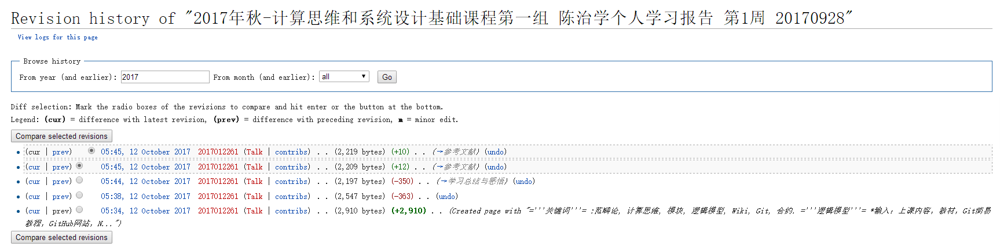 Revision history of "2017年秋-计算思维和系统设计基础课程第一组 陈治学个人学习报告 第1周 20170928"
View logs for this page
Browse history
From year (and earlier): 2017 From month (and earlier): all Go
Diff selection: Mark the radio boxes of the revisions to compare and hit enter or the button at the bottom.
Legend: (cur) = difference with latest revision, (prev) = difference with preceding revision, m = minor edit.
Compare selected revisions
(cur | prev) 05:45, 12 October 2017 2017012261 (Talk | contribs) . . (2,219 bytes) (+10) . . (→参考文献) (undo)
(cur | prev) 05:45, 12 October 2017 2017012261 (Talk | contribs) . . (2,209 bytes) (+12) . . (→参考文献) (undo)
(cur | prev) 05:44, 12 October 2017 2017012261 (Talk | contribs) . . (2,197 bytes) (-350) . . (→学习总结与感悟) (undo)
(cur | prev) 05:38, 12 October 2017 2017012261 (Talk | contribs) . . (2,547 bytes) (-363) . . (undo)
(cur | prev) 05:34, 12 October 2017 2017012261 (Talk | contribs) . . (2,910 bytes) (+2,910) . . (Created page with "='''关键词'''= :范畴论, 计算思维, 模块, 逻辑模型, Wiki, Git, 合约. ='''逻辑模型'''= *输入: 上课内容, 教材, Git简易
教程, GitHub网站, N...")
Compare selected revisions